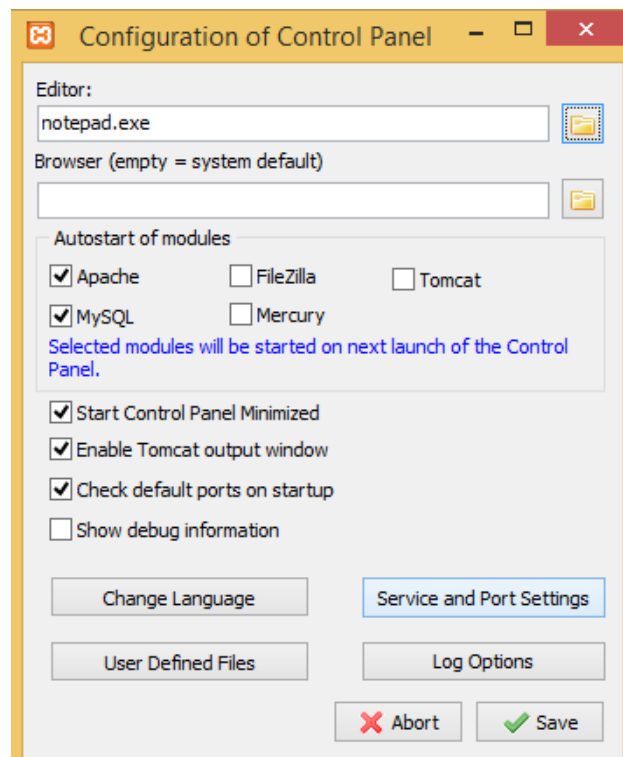 Configuration of Control Panel
Editor:
notepad.exe
Browser (empty = system default)
Autostart of modules
Apache FileZilla Tomcat
MySQL Mercury
Selected modules will be started on next launch of the Control
Panel.
Start Control Panel Minimized
Enable Tomcat output window
Check default ports on startup
Show debug information
Change Language Service and Port Settings
User Defined Files Log Options
Abort Save